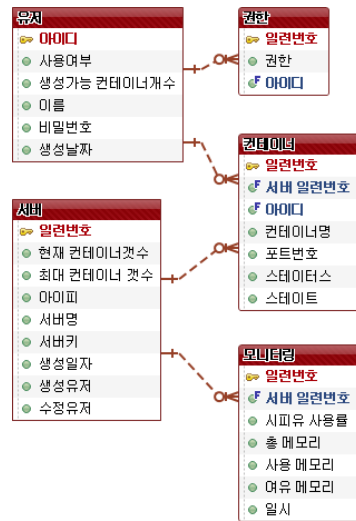 유저
아이디
사용여부
생성가능 컨테이너개수
이름
비밀번호
생성날짜
권한
일련번호
권한
아이디
컨테이너
일련번호
서버 일련번호
아이디
컨테이너명
포트번호
스테이터스
스테이트
서버
일련번호
현재 컨테이너갯수
최대 컨테이너 갯수
아이피
서버명
서버키
생성일자
생성유저
수정유저
모니터링
일련번호
서버 일련번호
시피유 사용률
총 메모리
사용 메모리
여유 메모리
일시